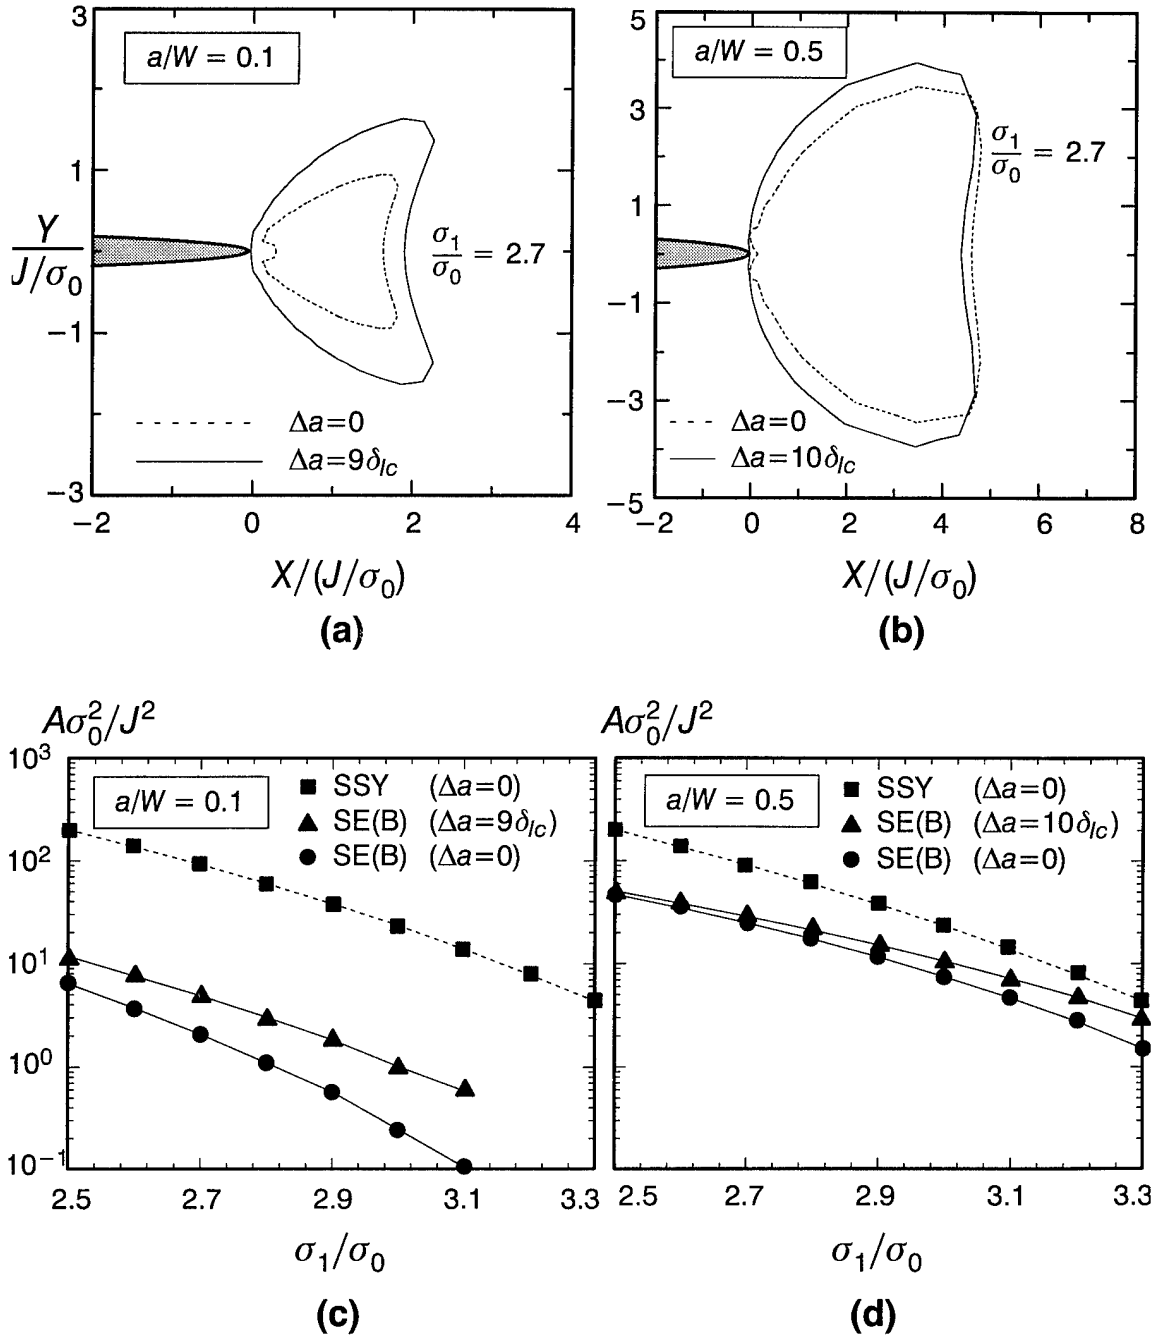 3
1
−1
−3
Y
J/σ₀
a/W = 0.1
σ₁/σ₀ = 2.7
Δa=0
Δa=9δ_Ic
−2 0 2 4
X/(J/σ₀)
(a)
5
3
1
−1
−3
−5
a/W = 0.5
σ₁/σ₀ = 2.7
Δa=0
Δa=10δ_Ic
−2 0 2 4 6 8
X/(J/σ₀)
(b)
Aσ₀²/J²
10³
10²
10¹
10⁰
10⁻¹
a/W = 0.1
SSY (Δa=0)
SE(B) (Δa=9δ_Ic)
SE(B) (Δa=0)
2.5 2.7 2.9 3.1 3.3
σ₁/σ₀
(c)
Aσ₀²/J²
a/W = 0.5
SSY (Δa=0)
SE(B) (Δa=10δ_Ic)
SE(B) (Δa=0)
2.5 2.7 2.9 3.1 3.3
σ₁/σ₀
(d)